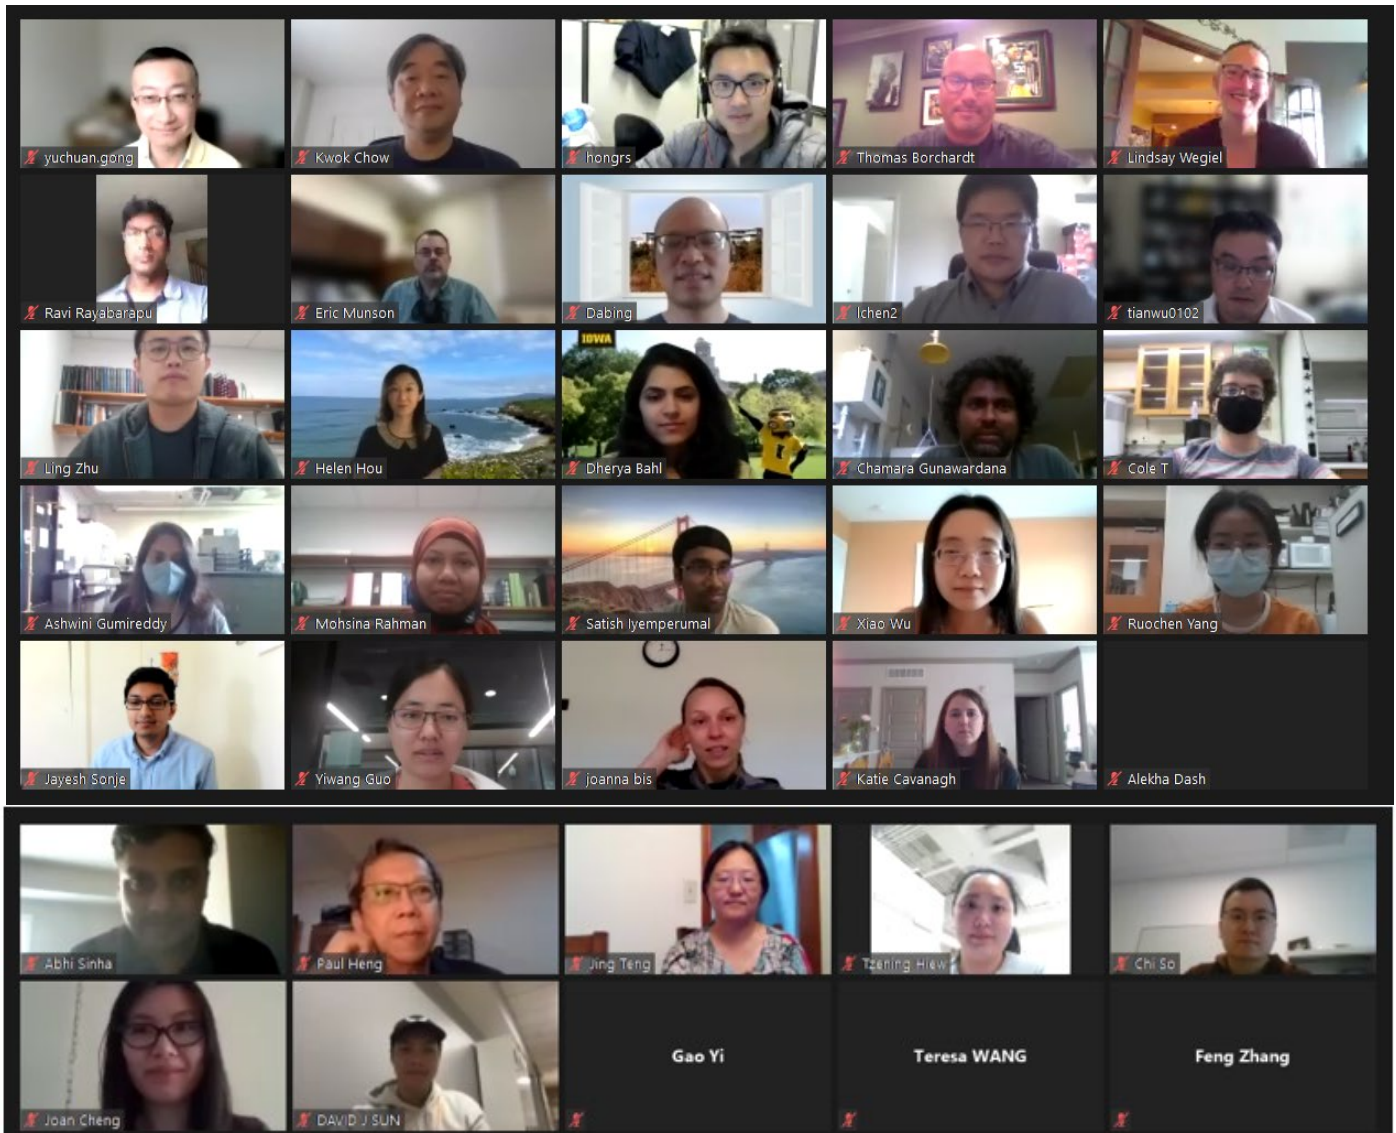 yuchuan.gong
Kwok Chow
hongrs
Thomas Borchardt
Lindsay Wegiel
Ravi Rayabarapu
Eric Munson
Dabing
lchen2
tianwu0102
IOWA
Ling Zhu
Helen Hou
Dherya Bahl
Chamara Gunawardana
Cole T
Ashwini Gumireddy
Mohsina Rahman
Satish Iyemperumal
Xiao Wu
Ruochen Yang
Jayesh Sonje
Yiwang Guo
joanna bis
Katie Cavanagh
Alekha Dash
Abhi Sinha
Paul Heng
Jing Teng
Tzening Hiew
Chi So
Joan Cheng
DAVID J SUN
Gao Yi
Teresa WANG
Feng Zhang